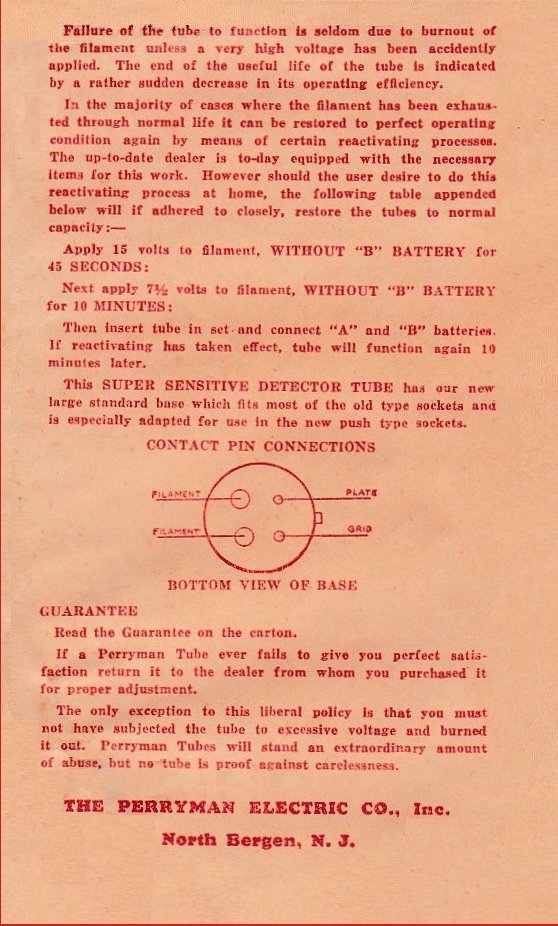 Failure of the tube to function is seldom due to burnout of
the filament unless a very high voltage has been accidently
applied. The end of the useful life of the tube is indicated
by a rather sudden decrease in its operating efficiency.
In the majority of cases where the filament has been exhaus-
ted through normal life it can be restored to perfect operating
condition again by means of certain reactivating processes.
The up-to-date dealer is to-day equipped with the necessary
items for this work. However should the user desire to do this
reactivating process at home, the following table appended
below will if adhered to closely, restore the tubes to normal
capacity:—
Apply 15 volts to filament, WITHOUT "B" BATTERY for
45 SECONDS:
Next apply 7½ volts to filament, WITHOUT "B" BATTERY
for 10 MINUTES:
Then insert tube in set and connect "A" and "B" batteries.
If reactivating has taken effect, tube will function again 10
minutes later.
This SUPER SENSITIVE DETECTOR TUBE has our new
large standard base which fits most of the old type sockets and
is especially adapted for use in the new push type sockets.
CONTACT PIN CONNECTIONS
FILAMENT PLATE
FILAMENT GRID
BOTTOM VIEW OF BASE
GUARANTEE
Read the Guarantee on the carton.
If a Perryman Tube ever fails to give you perfect satis-
faction return it to the dealer from whom you purchased it
for proper adjustment.
The only exception to this liberal policy is that you must
not have subjected the tube to excessive voltage and burned
it out. Perryman Tubes will stand an extraordinary amount
of abuse, but no tube is proof against carelessness.
THE PERRYMAN ELECTRIC CO., Inc.
North Bergen, N. J.